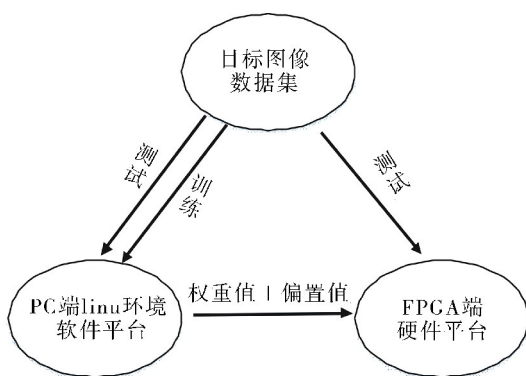 目标图像
数据集
测试
训练
测试
权重值 | 偏置值
PC端linu环境
软件平台
FPGA端
硬件平台